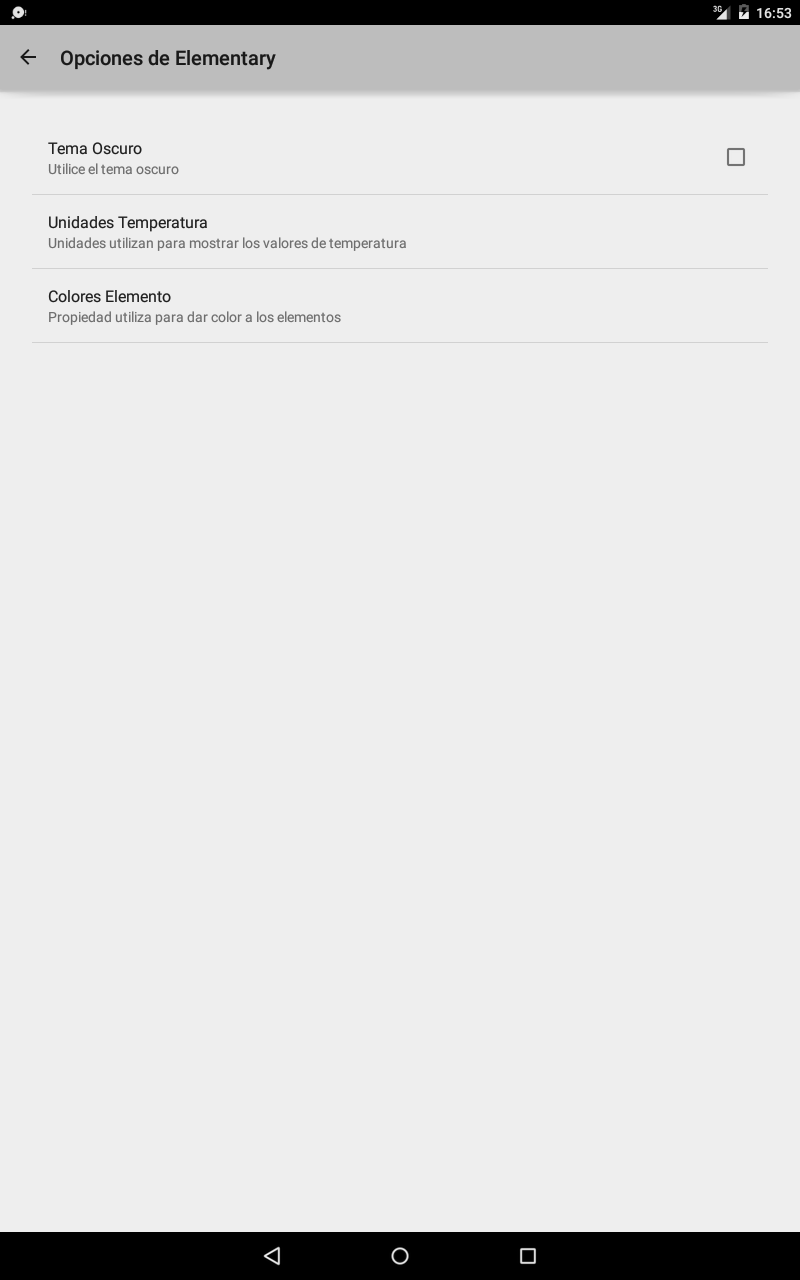 3G 16:53
Opciones de Elementary
Tema Oscuro
Utilice el tema oscuro
Unidades Temperatura
Unidades utilizan para mostrar los valores de temperatura
Colores Elemento
Propiedad utiliza para dar color a los elementos